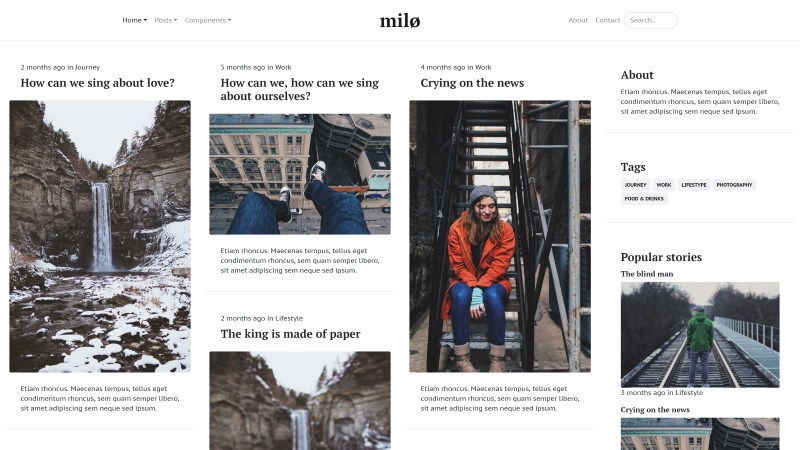 Home Posts Components
milø
About Contact Search..
2 months ago in Journey
How can we sing about love?
Etiam rhoncus. Maecenas tempus, tellus eget
condimentum rhoncus, sem quam semper libero,
sit amet adipiscing sem neque sed ipsum.
5 months ago in Work
How can we, how can we sing
about ourselves?
Etiam rhoncus. Maecenas tempus, tellus eget
condimentum rhoncus, sem quam semper libero,
sit amet adipiscing sem neque sed ipsum.
2 months ago in Lifestyle
The king is made of paper
4 months ago in Work
Crying on the news
Etiam rhoncus. Maecenas tempus, tellus eget
condimentum rhoncus, sem quam semper libero,
sit amet adipiscing sem neque sed ipsum.
About
Etiam rhoncus. Maecenas tempus, tellus eget
condimentum rhoncus, sem quam semper libero,
sit amet adipiscing sem neque sed ipsum.
Tags
JOURNEY WORK LIFESTYPE PHOTOGRAPHY
FOOD & DRINKS
Popular stories
The blind man
3 months ago in Lifestyle
Crying on the news